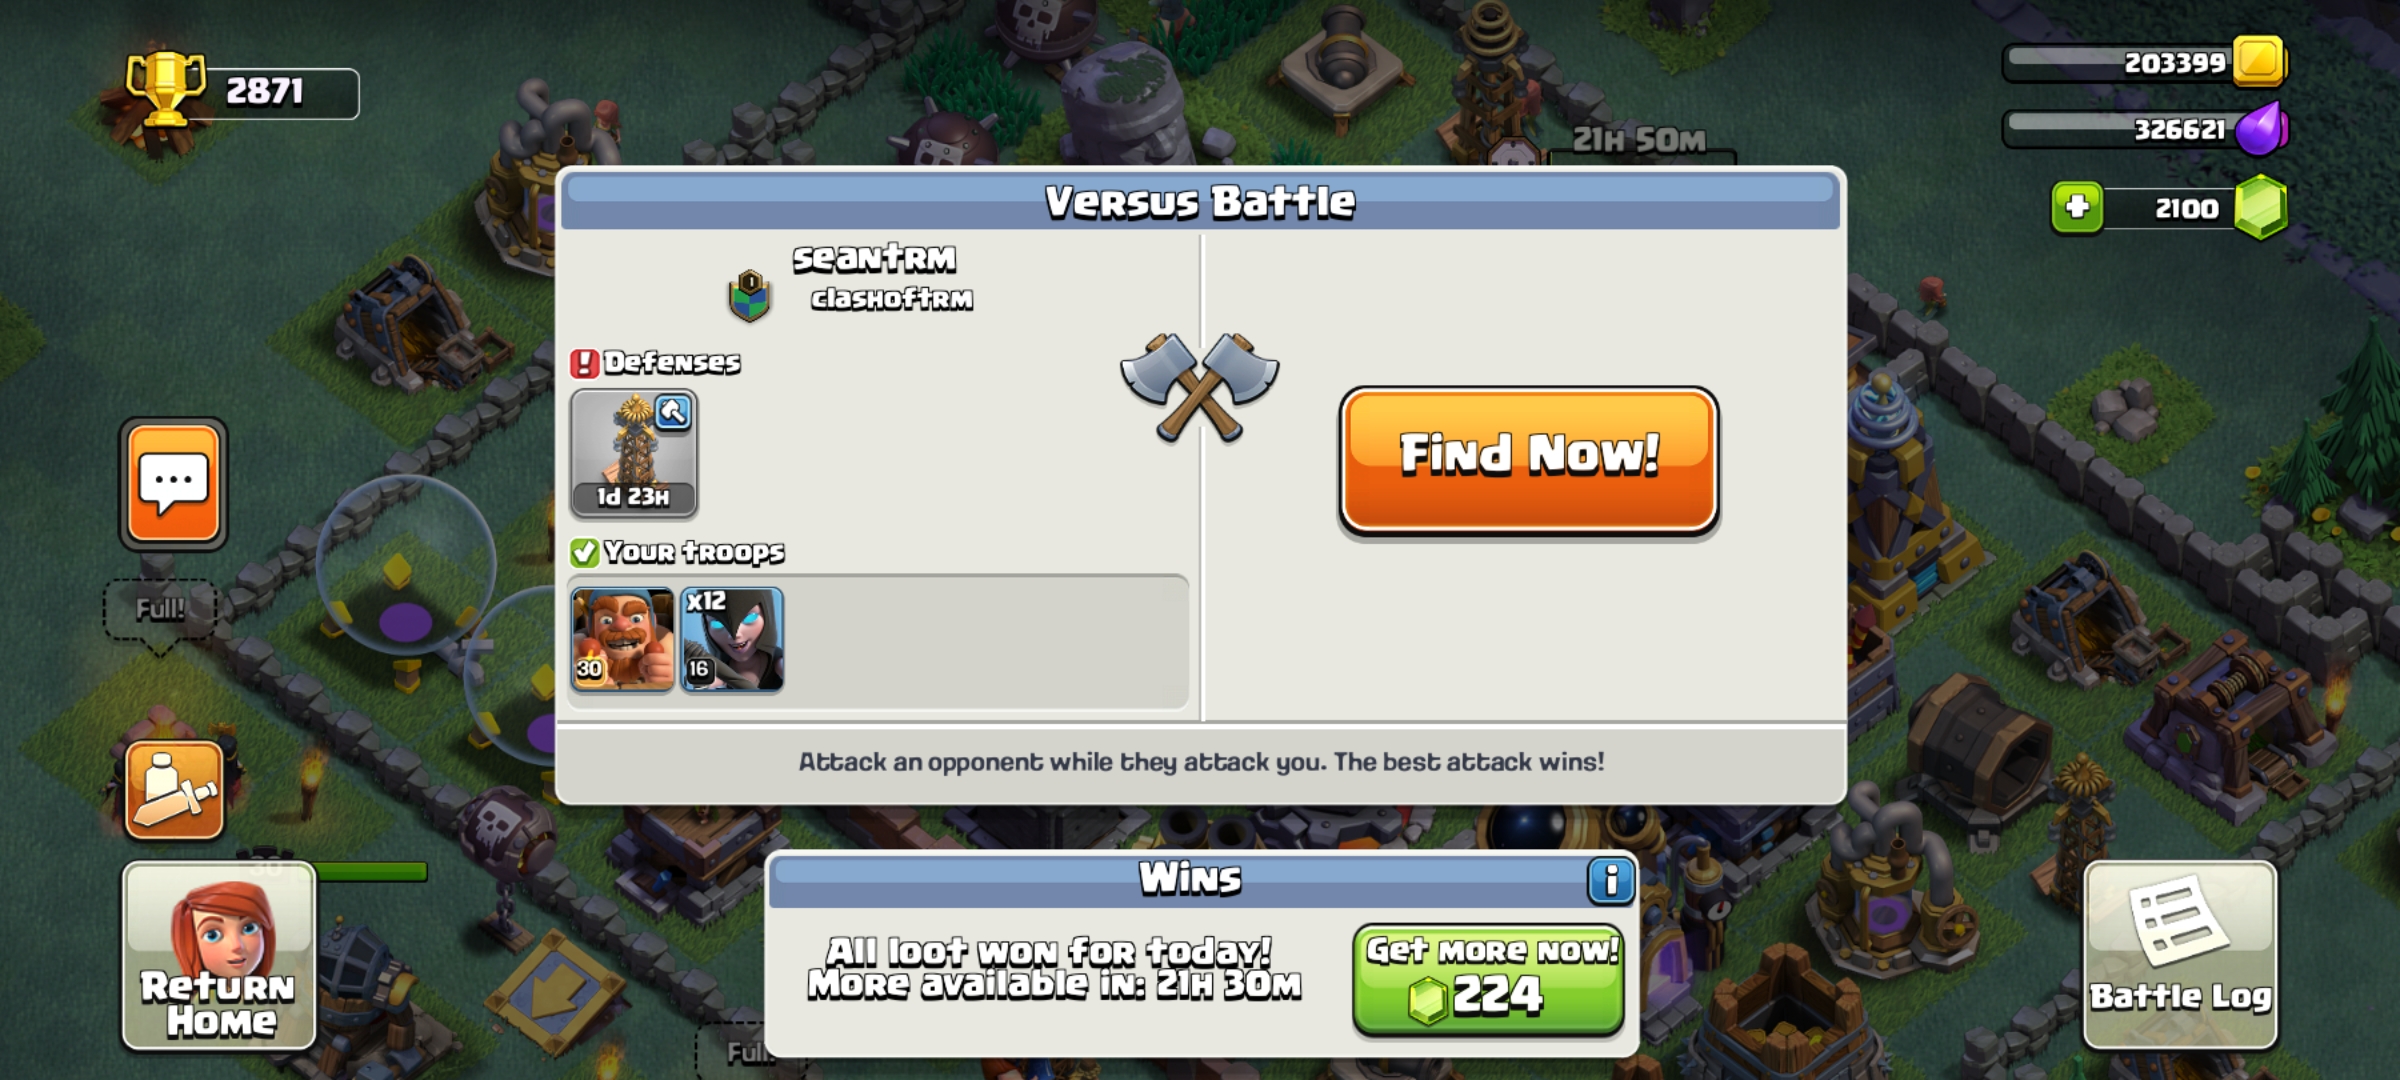 2871
203399
326621
2100
21H 50M
Versus Battle
seantrm
clashoftrm
Defenses
1d 23H
Your troops
30
x12
16
Find Now!
Attack an opponent while they attack you. The best attack wins!
Full!
Wins
All loot won for today!
More available in: 21H 30M
Get more now!
224
Return
Home
Battle Log
Full!